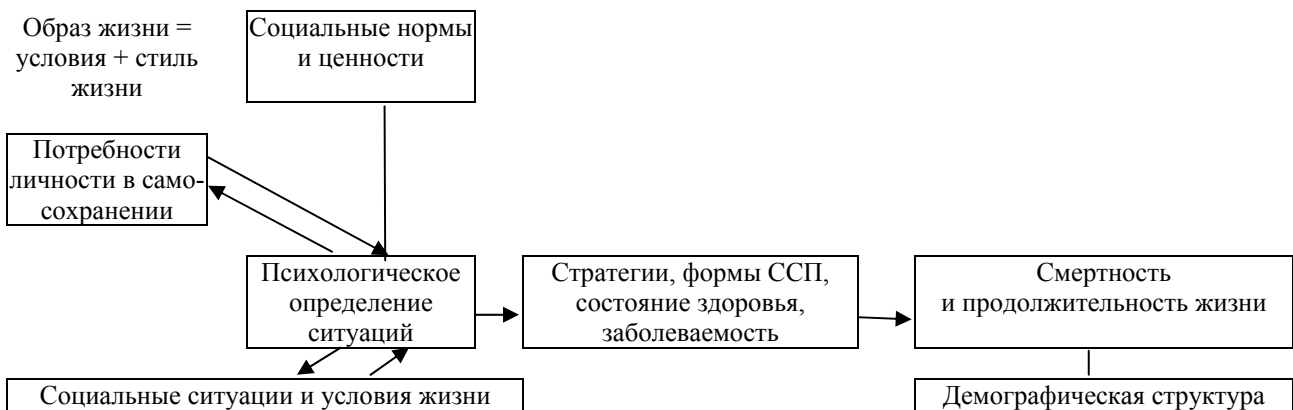 Образ жизни =
условия + стиль
жизни
Социальные нормы
и ценности
Потребности
личности в само-
сохранении
Психологическое
определение
ситуаций
Стратегии, формы ССП,
состояние здоровья,
заболеваемость
Смертность
и продолжительность жизни
Социальные ситуации и условия жизни
Демографическая структура